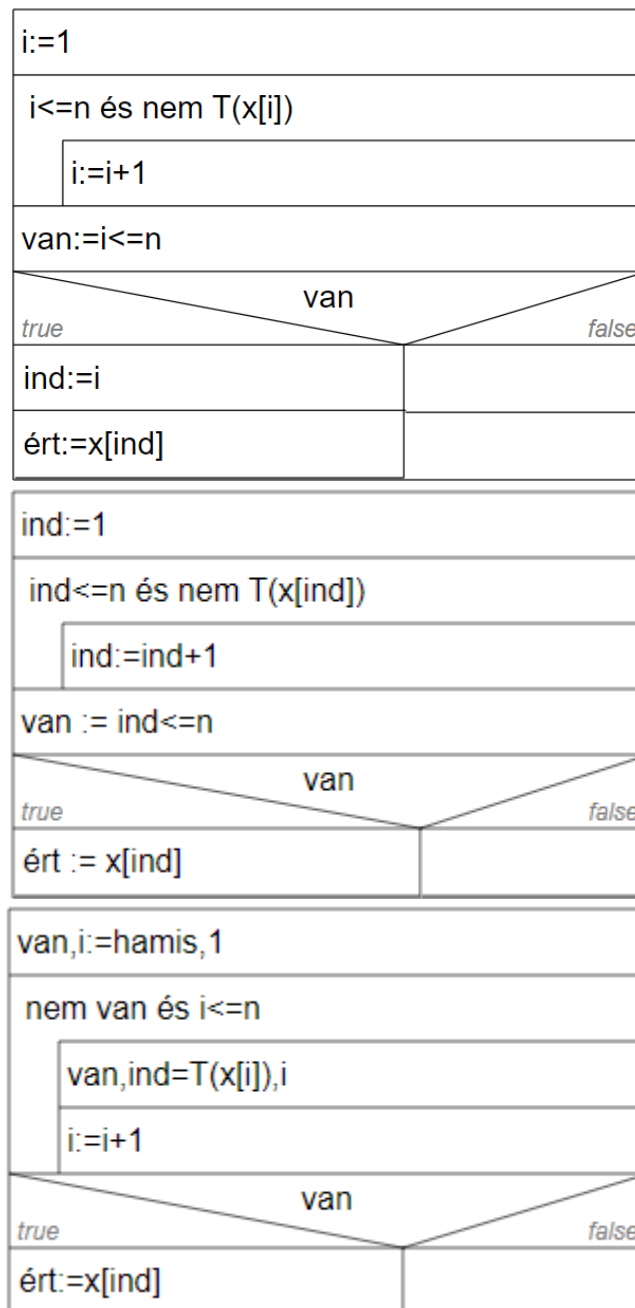 i:=1
i<=n és nem T(x[i])
i:=i+1
van:=i<=n
van
true false
ind:=i
ért:=x[ind]
ind:=1
ind<=n és nem T(x[ind])
ind:=ind+1
van := ind<=n
van
true false
ért := x[ind]
van,i:=hamis,1
nem van és i<=n
van,ind=T(x[i]),i
i:=i+1
van
true false
ért:=x[ind]